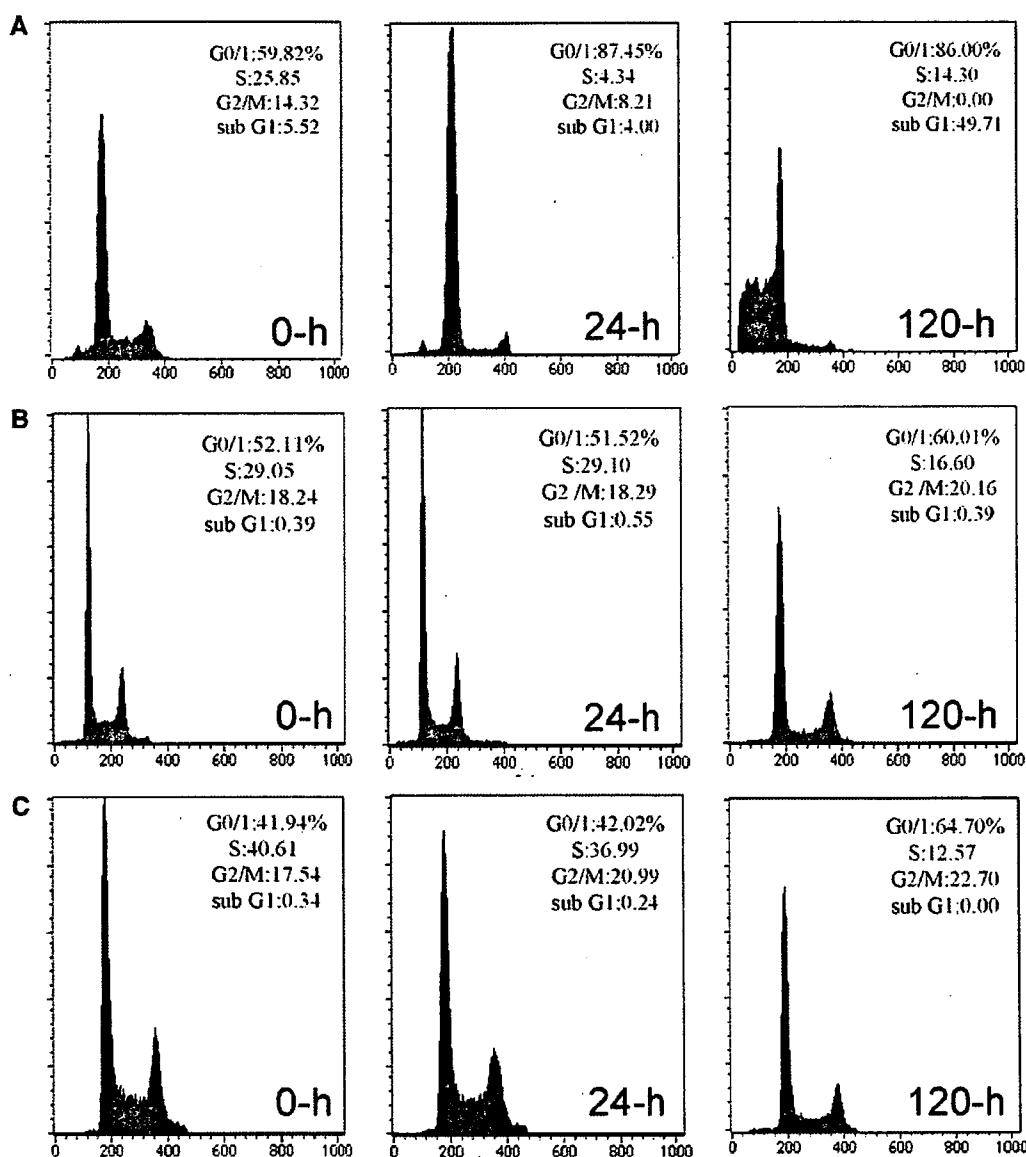 A
G0/1:59.82%
S:25.85
G2/M:14.32
sub G1:5.52
0-h
0 200 400 600 800 1000
G0/1:87.45%
S:4.34
G2/M:8.21
sub G1:4.00
24-h
0 200 400 600 800 1000
G0/1:86.00%
S:14.30
G2/M:0.00
sub G1:49.71
120-h
0 200 400 600 800 1000
B
G0/1:52.11%
S:29.05
G2/M:18.24
sub G1:0.39
0-h
0 200 400 600 800 1000
G0/1:51.52%
S:29.10
G2 /M:18.29
sub G1:0.55
24-h
0 200 400 600 800 1000
G0/1:60.01%
S:16.60
G2 /M:20.16
sub G1:0.39
120-h
0 200 400 600 800 1000
C
G0/1:41.94%
S:40.61
G2/M:17.54
sub G1:0.34
0-h
0 200 400 600 800 1000
G0/1:42.02%
S:36.99
G2/M:20.99
sub G1:0.24
24-h
0 200 400 600 800 1000
G0/1:64.70%
S:12.57
G2/M:22.70
sub G1:0.00
120-h
0 200 400 600 800 1000